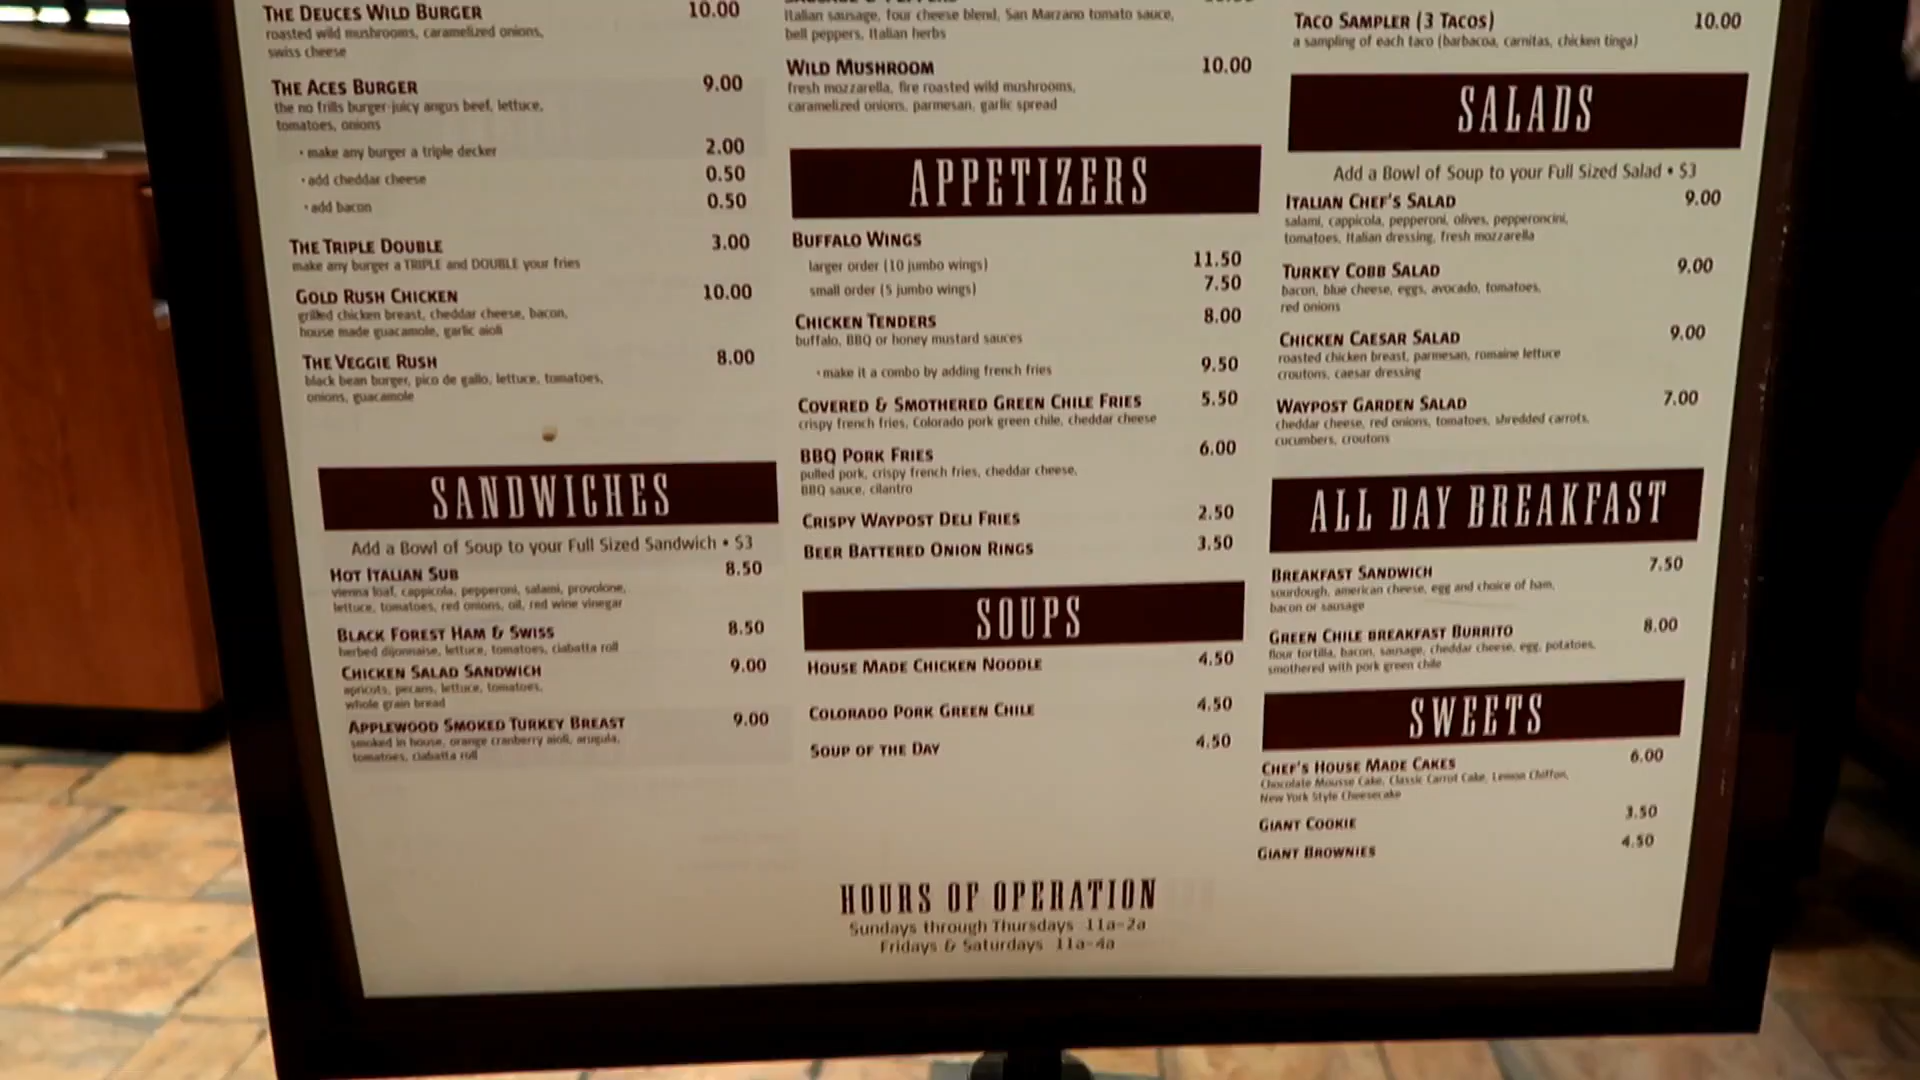 THE DEUCES WILD BURGER 10.00
roasted wild mushrooms, caramelized onions,
swiss cheese
THE ACES BURGER 9.00
the no frills burger-juicy angus beef, lettuce,
tomatoes, onions
• make any burger a triple decker 2.00
• add cheddar cheese 0.50
• add bacon 0.50
THE TRIPLE DOUBLE 3.00
make any burger a TRIPLE and DOUBLE your fries
GOLD RUSH CHICKEN 10.00
grilled chicken breast, cheddar cheese, bacon,
house made guacamole, garlic aioli
THE VEGGIE RUSH 8.00
black bean burger, pico de gallo, lettuce, tomatoes,
onions, guacamole
SANDWICHES
Add a Bowl of Soup to your Full Sized Sandwich • $3
HOT ITALIAN SUB 8.50
vienna loaf, cappicola, pepperoni, salami, provolone,
lettuce, tomatoes, red onions, oil, red wine vinegar
BLACK FOREST HAM & SWISS 8.50
herbed dijonnaise, lettuce, tomatoes, ciabatta roll
CHICKEN SALAD SANDWICH 9.00
apricots, pecans, lettuce, tomatoes,
whole grain bread
APPLEWOOD SMOKED TURKEY BREAST 9.00
smoked in house, orange cranberry aioli, arugula,
tomatoes, ciabatta roll
Italian sausage, four cheese blend, San Marzano tomato sauce,
bell peppers, Italian herbs
WILD MUSHROOM 10.00
fresh mozzarella, fire roasted wild mushrooms,
caramelized onions, parmesan, garlic spread
APPETIZERS
BUFFALO WINGS
larger order (10 jumbo wings) 11.50
small order (5 jumbo wings) 7.50
CHICKEN TENDERS 8.00
buffalo, BBQ or honey mustard sauces
• make it a combo by adding french fries 9.50
COVERED & SMOTHERED GREEN CHILE FRIES 5.50
crispy french fries, Colorado pork green chile, cheddar cheese
BBQ PORK FRIES 6.00
pulled pork, crispy french fries, cheddar cheese,
BBQ sauce, cilantro
CRISPY WAYPOST DELI FRIES 2.50
BEER BATTERED ONION RINGS 3.50
SOUPS
HOUSE MADE CHICKEN NOODLE 4.50
COLORADO PORK GREEN CHILE 4.50
SOUP OF THE DAY 4.50
TACO SAMPLER (3 TACOS) 10.00
a sampling of each taco (barbacoa, carnitas, chicken tinga)
SALADS
Add a Bowl of Soup to your Full Sized Salad • $3
ITALIAN CHEF'S SALAD 9.00
salami, cappicola, pepperoni, olives, pepperoncini,
tomatoes, Italian dressing, fresh mozzarella
TURKEY COBB SALAD 9.00
bacon, blue cheese, eggs, avocado, tomatoes,
red onions
CHICKEN CAESAR SALAD 9.00
roasted chicken breast, parmesan, romaine lettuce
croutons, caesar dressing
WAYPOST GARDEN SALAD 7.00
cheddar cheese, red onions, tomatoes, shredded carrots,
cucumbers, croutons
ALL DAY BREAKFAST
BREAKFAST SANDWICH 7.50
sourdough, american cheese, egg and choice of ham,
bacon or sausage
GREEN CHILE BREAKFAST BURRITO 8.00
flour tortilla, bacon, sausage, cheddar cheese, egg, potatoes,
smothered with pork green chile
SWEETS
CHEF'S HOUSE MADE CAKES 6.00
Chocolate Mousse Cake, Classic Carrot Cake, Lemon Chiffon,
New York Style Cheesecake
GIANT COOKIE 3.50
GIANT BROWNIES 4.50
HOURS OF OPERATION
Sundays through Thursdays 11a-2a
Fridays & Saturdays 11a-4a